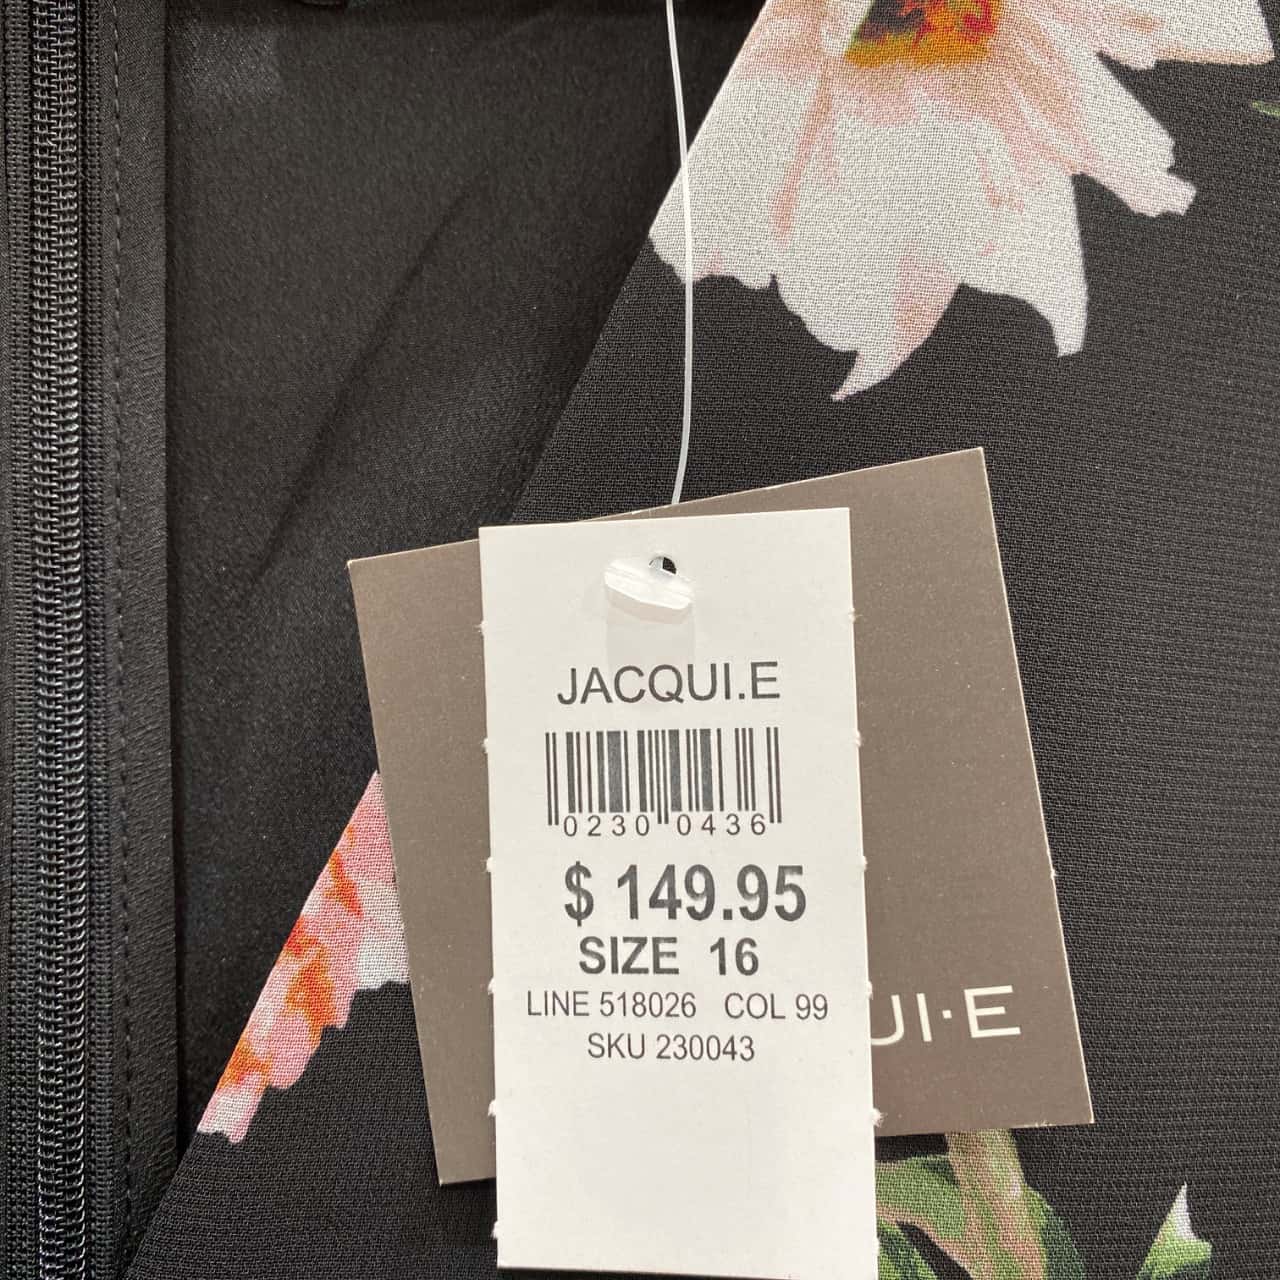 JACQUI.E
0230 0436
$ 149.95
SIZE 16
LINE 518026 COL 99
SKU 230043
UI·E